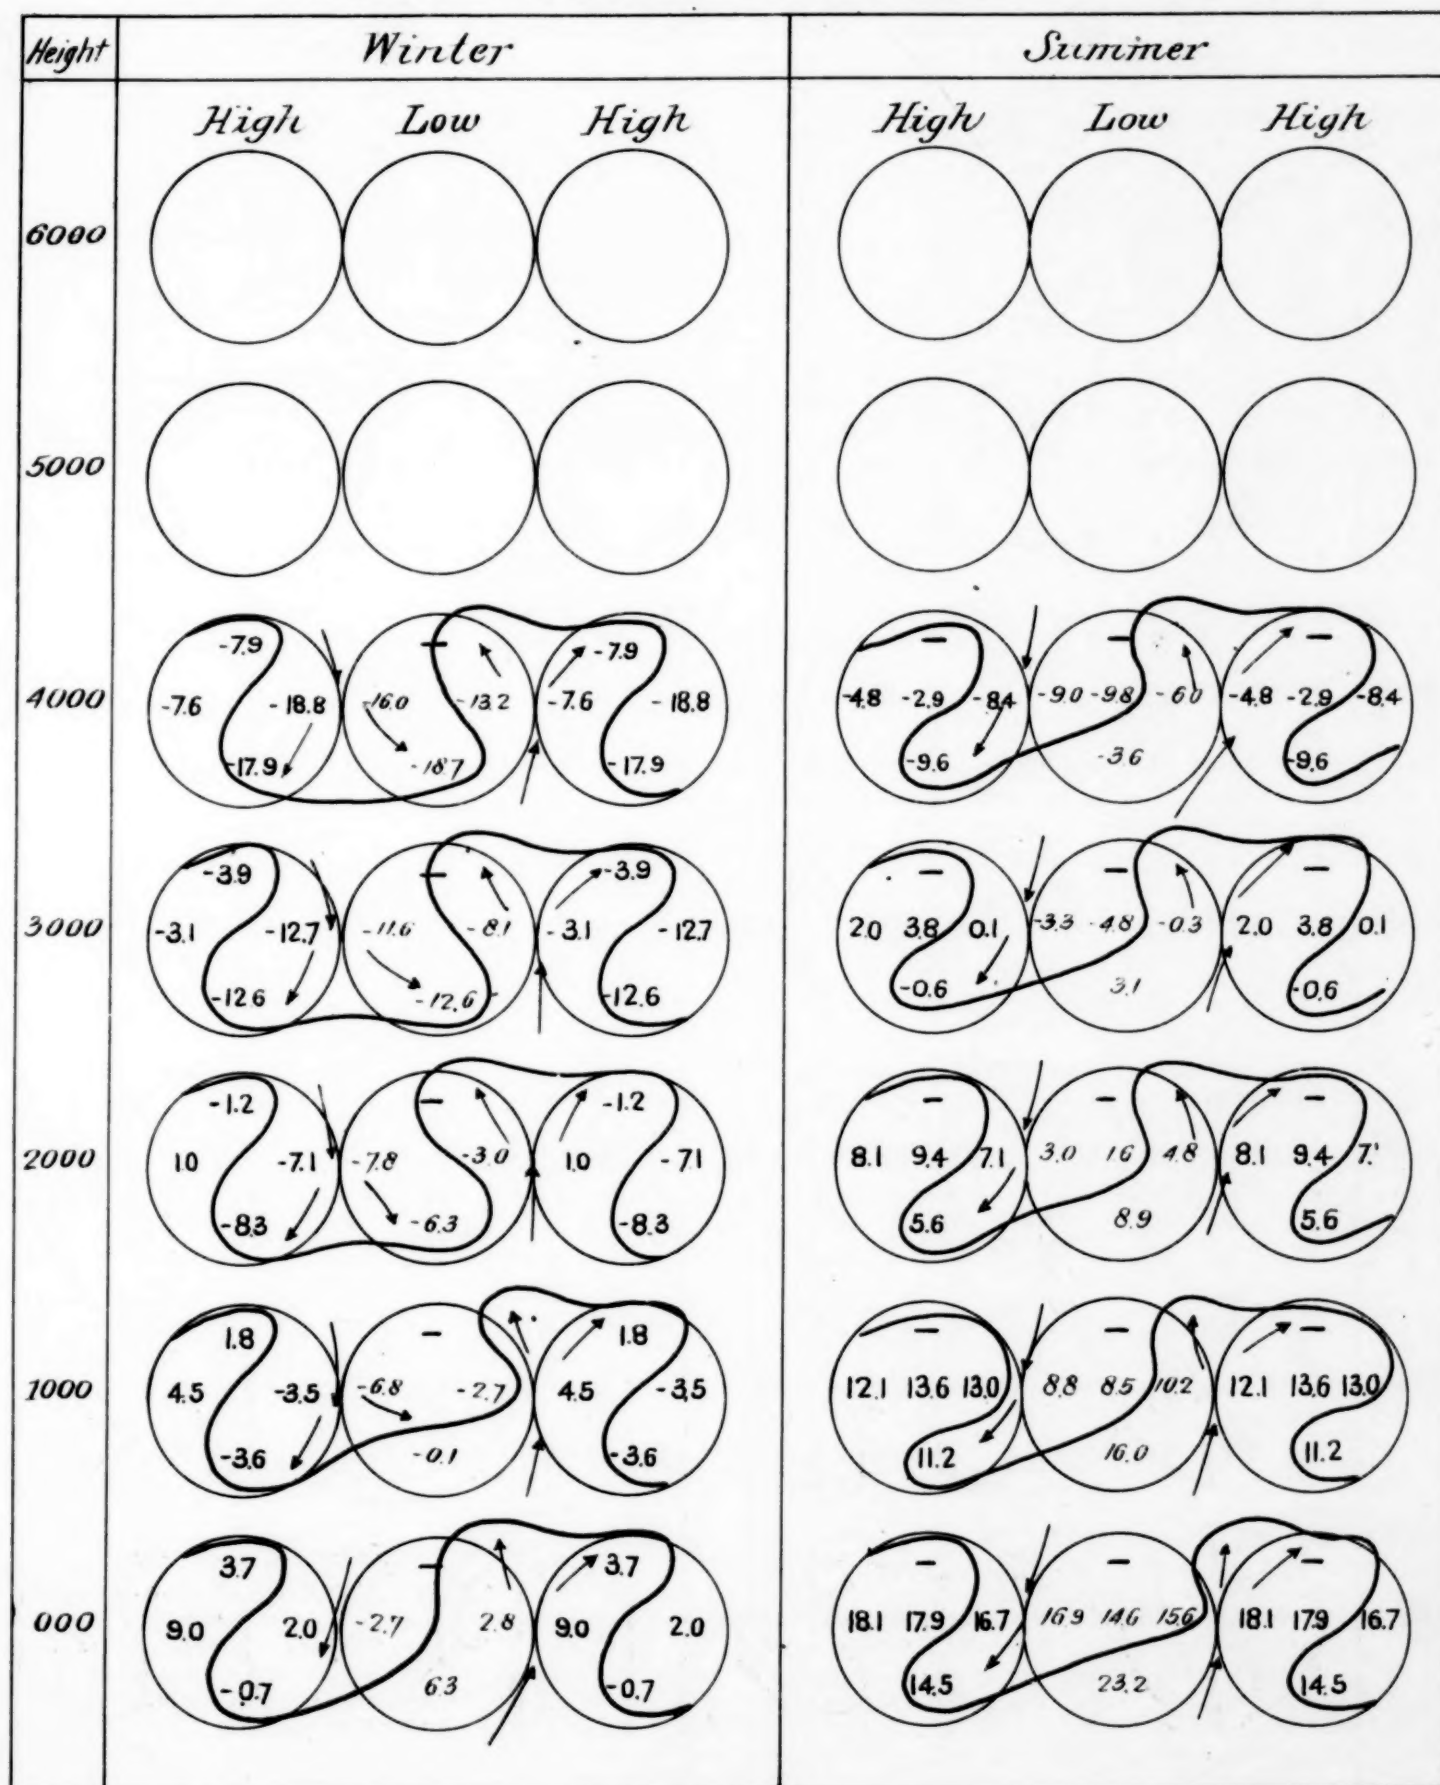 Height Winter Summer
High Low High High Low High
6000
5000
-7.9 — -7.9 — — —
4000 -7.6 -18.8 -16.0 -13.2 -7.6 -18.8 -4.8 -2.9 -8.4 -9.0 -9.8 -6.0 -4.8 -2.9 -8.4
-17.9 -18.7 -17.9 -9.6 -3.6 -9.6
-3.9 — -3.9 — — —
3000 -3.1 -12.7 -11.6 -8.1 -3.1 -12.7 2.0 3.8 0.1 -3.3 -4.8 -0.3 2.0 3.8 0.1
-12.6 -12.6 -12.6 -0.6 3.1 -0.6
-1.2 — -1.2 — — —
2000 1.0 -7.1 -7.8 -3.0 1.0 -7.1 8.1 9.4 7.1 3.0 1.6 4.8 8.1 9.4
-8.3 -6.3 -8.3 5.6 8.9 5.6
1.8 — 1.8 — — —
1000 4.5 -3.5 -6.8 -2.7 4.5 -3.5 12.1 13.6 13.0 8.8 8.5 10.2 12.1 13.6 13.0
-3.6 -0.1 -3.6 11.2 16.0 11.2
3.7 — 3.7 — — —
000 9.0 2.0 -2.7 2.8 9.0 2.0 18.1 17.9 16.7 16.9 14.6 15.6 18.1 17.9 16.7
-0.7 6.3 -0.7 14.5 23.2 14.5